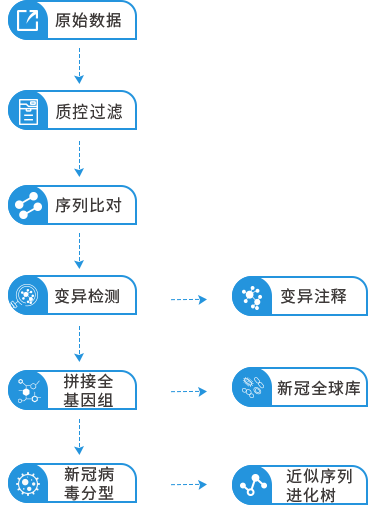 原始数据
质控过滤
序列比对
变异检测
变异注释
拼接全
基因组
新冠全球库
新冠病
毒分型
近似序列
进化树